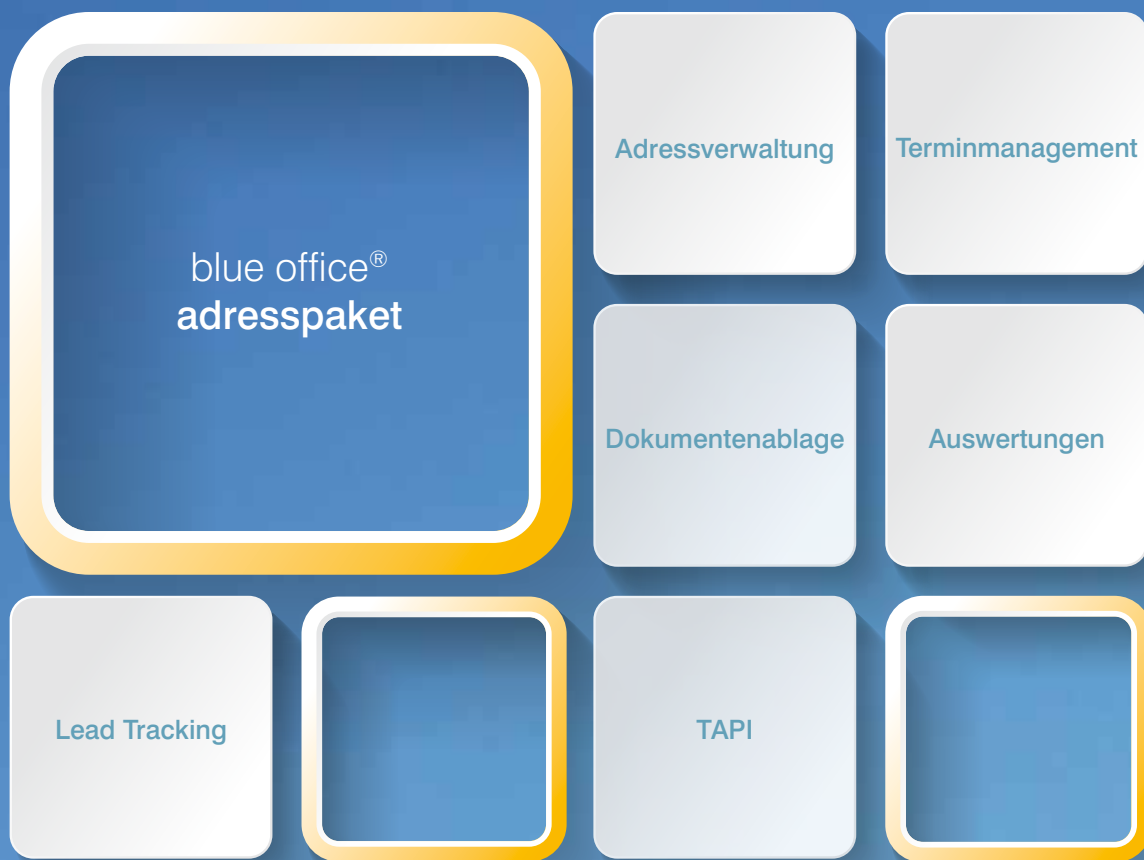 blue office®
adresspaket
Adressverwaltung
Terminmanagement
Dokumentenablage
Auswertungen
Lead Tracking
TAPI